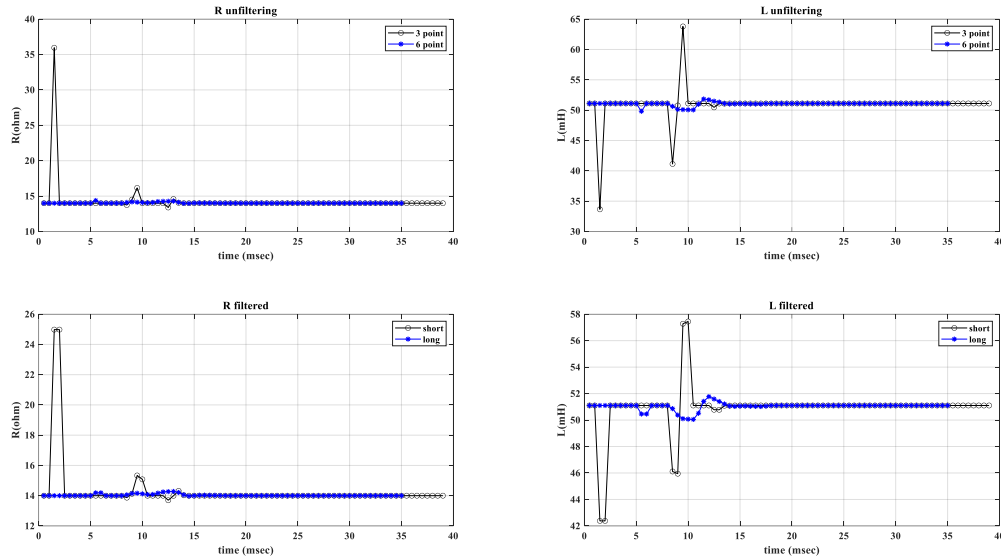 R unfiltering
40
35
30
25
20
15
10
R(ohm)
0 5 10 15 20 25 30 35 40
time (msec)
3 point
6 point
L unfiltering
65
60
55
50
45
40
35
30
L(mH)
0 5 10 15 20 25 30 35 40
time (msec)
3 point
6 point
R filtered
26
24
22
20
18
16
14
12
R(ohm)
0 5 10 15 20 25 30 35 40
time (msec)
short
long
L filtered
58
56
54
52
50
48
46
44
42
L(mH)
0 5 10 15 20 25 30 35 40
time (msec)
short
long